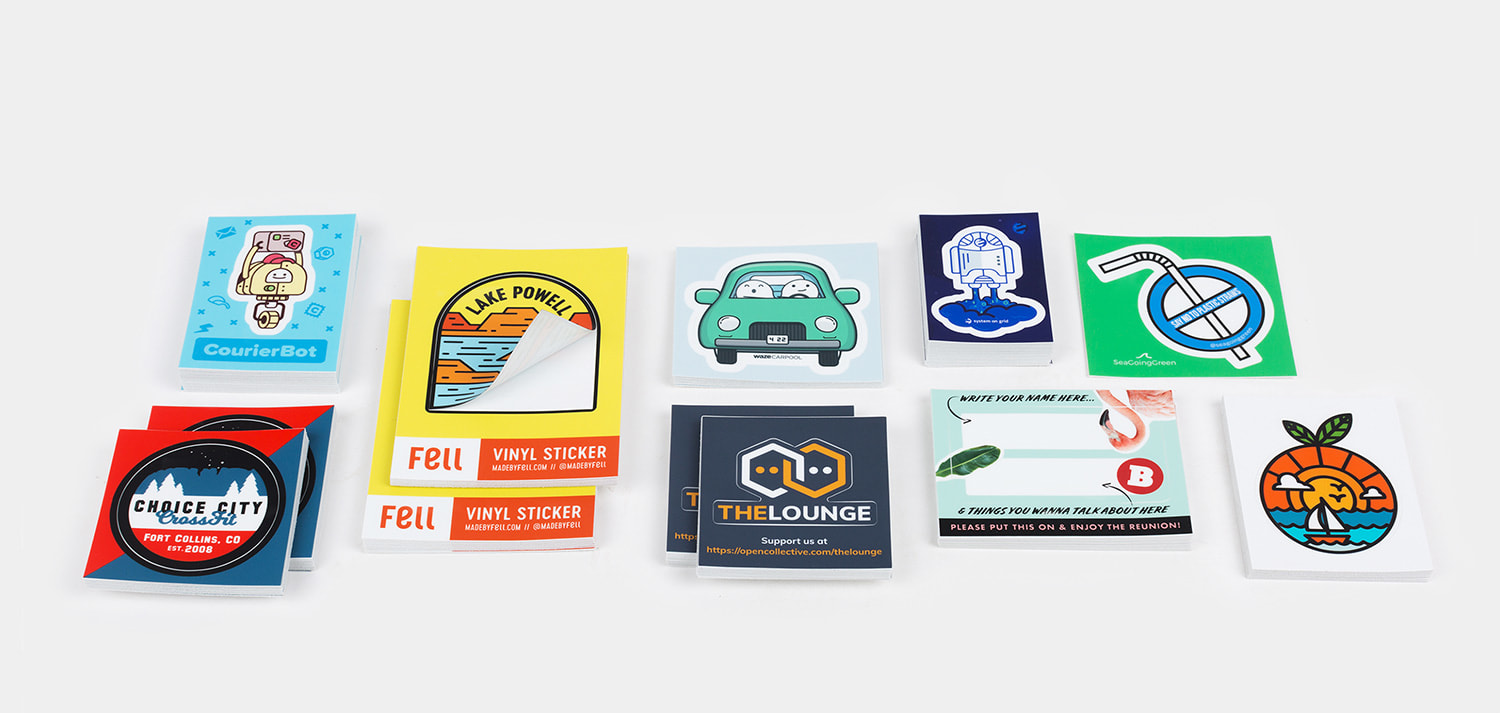 CourierBot
LAKE POWELL
Fell
VINYL STICKER
MADEBYFELL.COM // @MADEBYFELL
Fell
VINYL STICKER
MADEBYFELL.COM // @MADEBYFELL
4 22
waze CARPOOL
system on grid
SAY NO TO PLASTIC STRAWS
@seagoinggreen
SeaGoingGreen
CHOICE CITY
CrossFit
FORT COLLINS, CO
EST. 2008
THELOUNGE
Support us at
https://opencollective.com/thelounge
T
http
WRITE YOUR NAME HERE...
B
& THINGS YOU WANNA TALK ABOUT HERE
PLEASE PUT THIS ON & ENJOY THE REUNION!